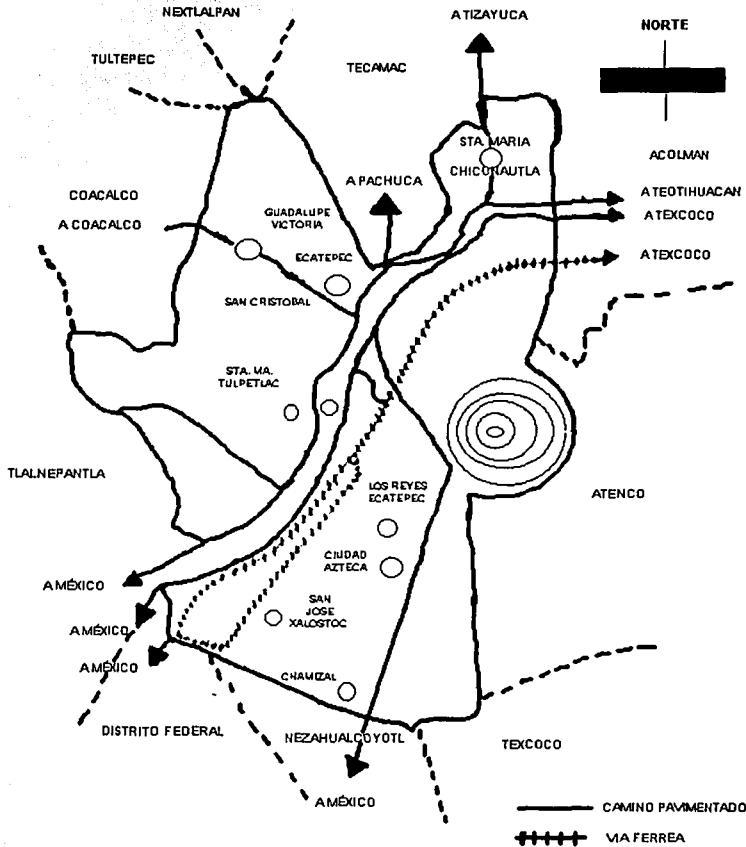 NEXTLALPAN
A TIZAYUCA
NORTE
TULTEPEC
TECAMAC
STA. MARIA
CHICONAUTLA
ACOLMAN
COACALCO
A COACALCO
A PACHUCA
A TEOTIHUACAN
A TEXCOCO
GUADALUPE
VICTORIA
ECATEPEC
A TEXCOCO
SAN CRISTOBAL
STA. MA.
TULPETLAC
TLALNEPANTLA
LOS REYES
ECATEPEC
ATENCO
CIUDAD
AZTECA
A MÉXICO
SAN
JOSE
XALOSTOC
A MÉXICO
A MÉXICO
CHAMIZAL
DISTRITO FEDERAL
NEZAHUALCOYOTL
TEXCOCO
A MÉXICO
CAMINO PAVIMENTADO
VIA FERREA